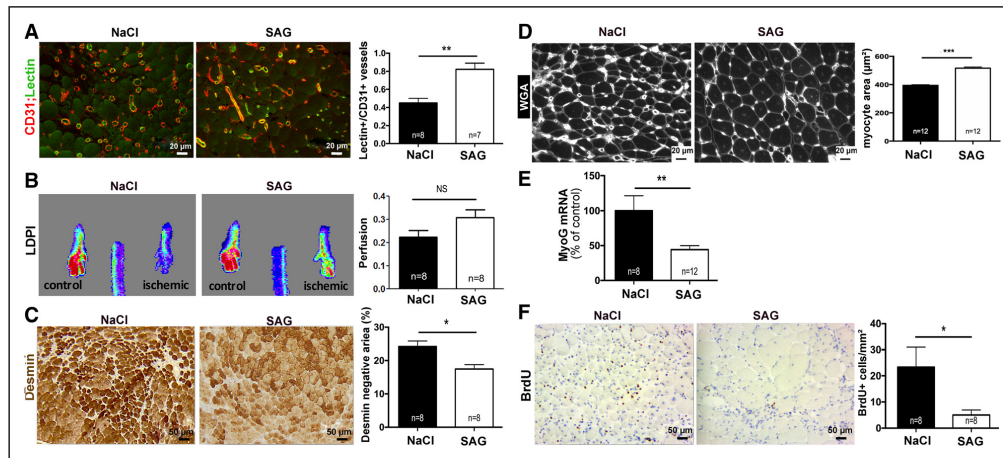 A
NaCl SAG
CD31;Lectin
20 µm 20 µm
Lectin+/CD31+ vessels
1.0
0.8
0.6
0.4
0.2
0.0
**
n=8 n=7
NaCl SAG
B
NaCl SAG
LDPI
control ischemic control ischemic
Perfusion
0.4
0.3
0.2
0.1
0.0
NS
n=8 n=8
NaCl SAG
C
NaCl SAG
Desmin
50 µm 50 µm
Desmin negative ariea (%)
30
20
10
0
*
n=8 n=8
NaCl SAG
D
NaCl SAG
WGA
20 µm 20 µm
myocyte area (µm²)
800
600
400
200
0
***
n=12 n=12
NaCl SAG
E
MyoG mRNA
(% of control)
150
100
50
0
**
n=8 n=12
NaCl SAG
F
NaCl SAG
BrdU
50 µm 50 µm
BrdU+ cells/mm²
40
30
20
10
0
*
n=8 n=8
NaCl SAG